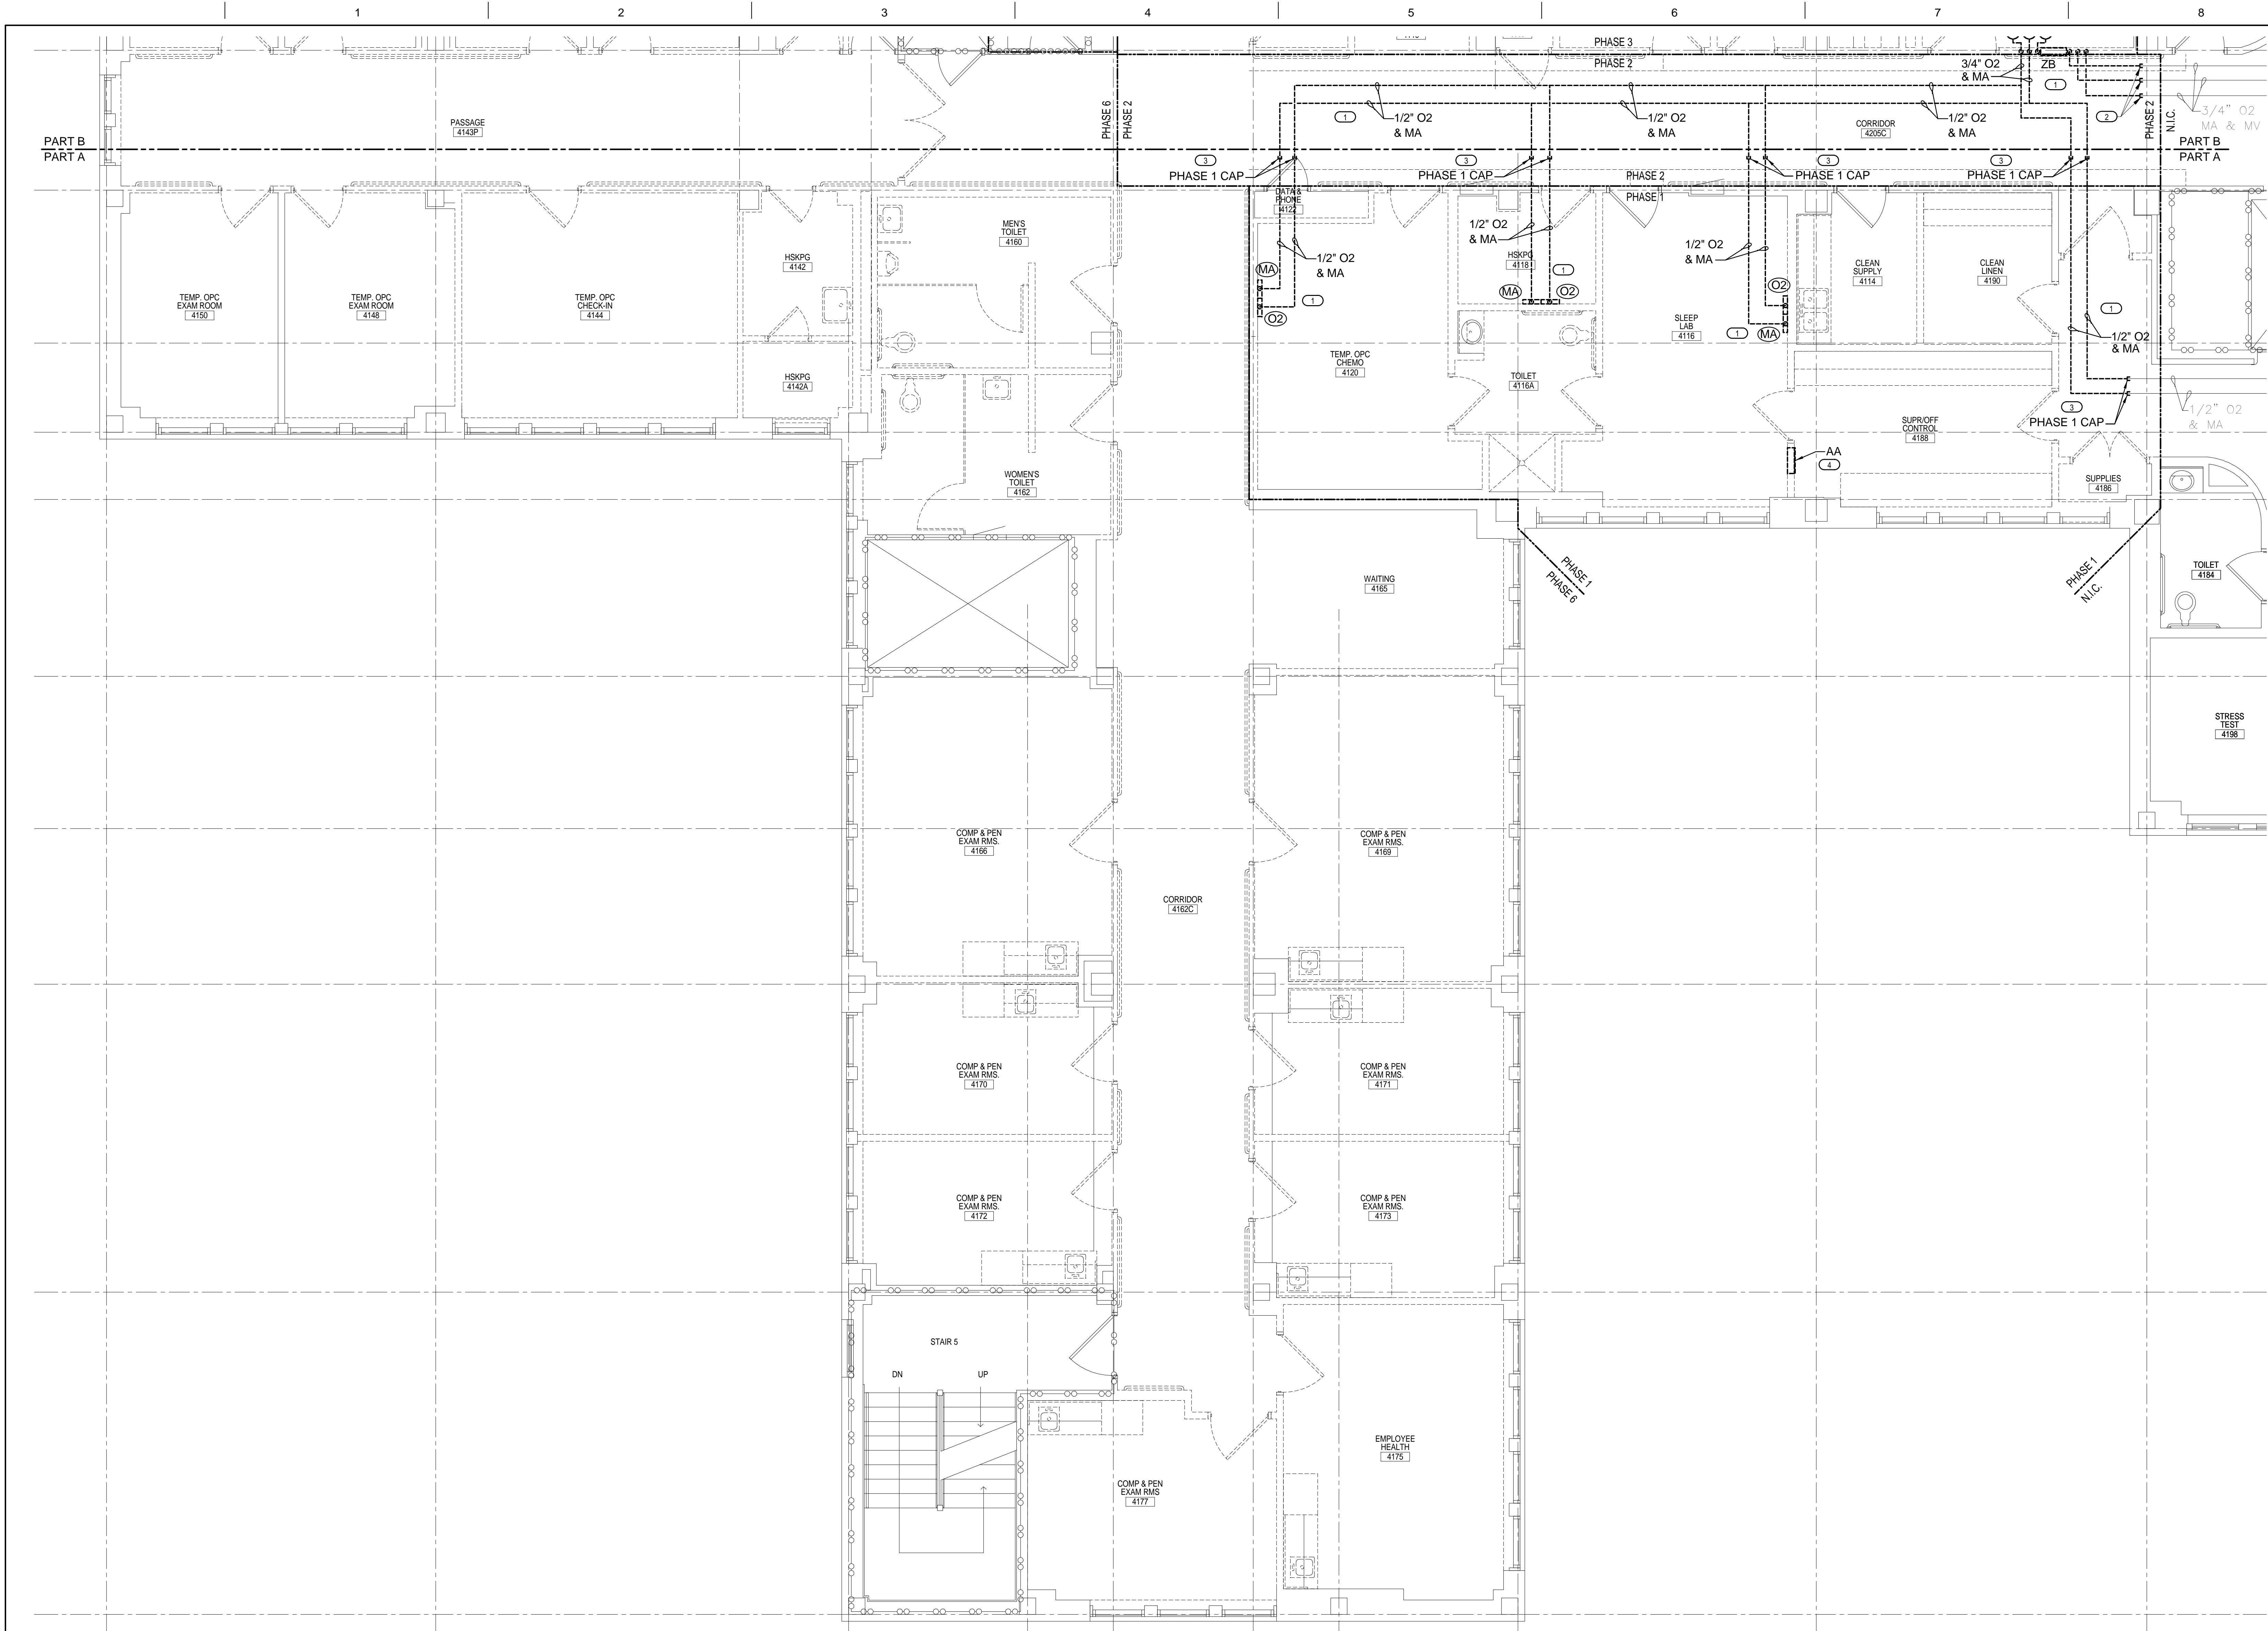 1 2 3 4 5 6 7 8
PHASE 3
PHASE 2
3/4" O2
& MA
ZB
1
2
3/4" O2
MA & MV
PHASE 6
PHASE 2
PHASE 2
N.I.C.
PASSAGE
4143P
1
1/2" O2
& MA
1/2" O2
& MA
CORRIDOR
4205C
1/2" O2
& MA
PART B
PART A
PART B
PART A
3
PHASE 1 CAP
3
PHASE 1 CAP
3
PHASE 1 CAP
3
PHASE 1 CAP
PHASE 2
PHASE 1
DATA &
PHONE
4122
MEN'S
TOILET
4160
1/2" O2
& MA
1/2" O2
& MA
HSKPG
4118
1
1/2" O2
& MA
HSKPG
4142
MA
O2
1
MA
O2
O2
MA
1
CLEAN
SUPPLY
4114
CLEAN
LINEN
4190
TEMP. OPC
EXAM ROOM
4150
TEMP. OPC
EXAM ROOM
4148
TEMP. OPC
CHECK-IN
4144
SLEEP
LAB
4116
1
1/2" O2
& MA
TEMP. OPC
CHEMO
4120
HSKPG
4142A
TOILET
4116A
3
PHASE 1 CAP
1/2" O2
& MA
SUPR/OFF
CONTROL
4188
AA
4
WOMEN'S
TOILET
4162
SUPPLIES
4186
WAITING
4165
PHASE 1
PHASE 6
PHASE 1
N.I.C.
TOILET
4184
STRESS
TEST
4198
COMP & PEN
EXAM RMS.
4166
COMP & PEN
EXAM RMS.
4169
CORRIDOR
4162C
COMP & PEN
EXAM RMS.
4170
COMP & PEN
EXAM RMS.
4171
COMP & PEN
EXAM RMS.
4172
COMP & PEN
EXAM RMS.
4173
STAIR 5
DN
UP
EMPLOYEE
HEALTH
4175
COMP & PEN
EXAM RMS
4177